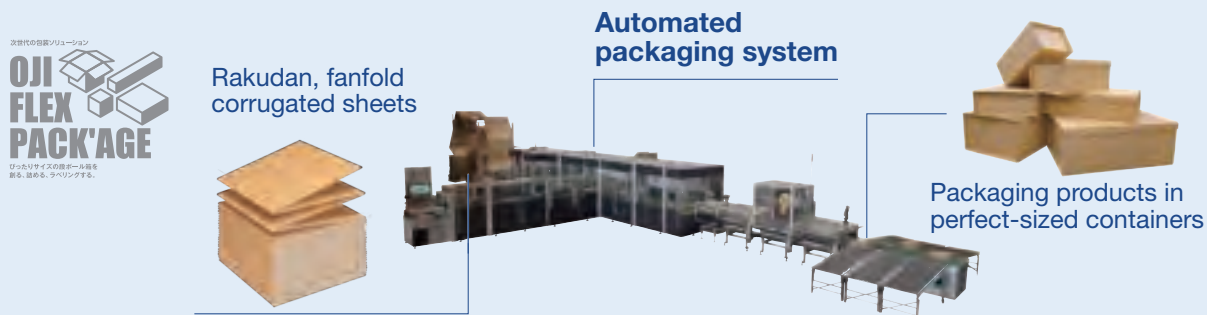 次世代の包装ソリューション
OJI
FLEX
PACK'AGE
ぴったりサイズの段ボール箱を
創る、詰める、ラベリングする。
Rakudan, fanfold
corrugated sheets
Automated
packaging system
Packaging products in
perfect-sized containers